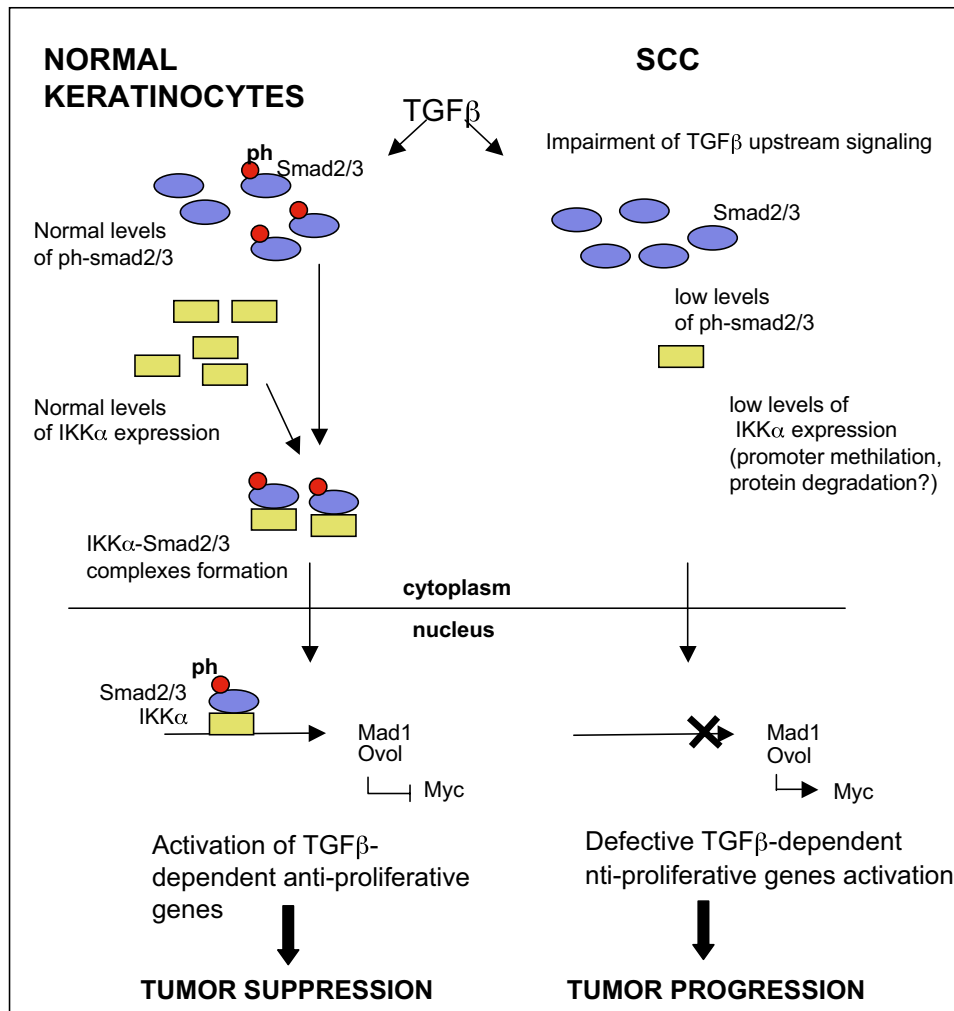 NORMAL
KERATINOCYTES
SCC
TGFβ
ph
Smad2/3
Normal levels
of ph-smad2/3
Normal levels
of IKKα expression
IKKα-Smad2/3
complexes formation
Impairment of TGFβ upstream signaling
Smad2/3
low levels
of ph-smad2/3
low levels of
IKKα expression
(promoter methilation,
protein degradation?)
cytoplasm
nucleus
ph
Smad2/3
IKKα
Mad1
Ovol
Myc
Activation of TGFβ-
dependent anti-proliferative
genes
TUMOR SUPPRESSION
Mad1
Ovol
Myc
Defective TGFβ-dependent
nti-proliferative genes activation
TUMOR PROGRESSION